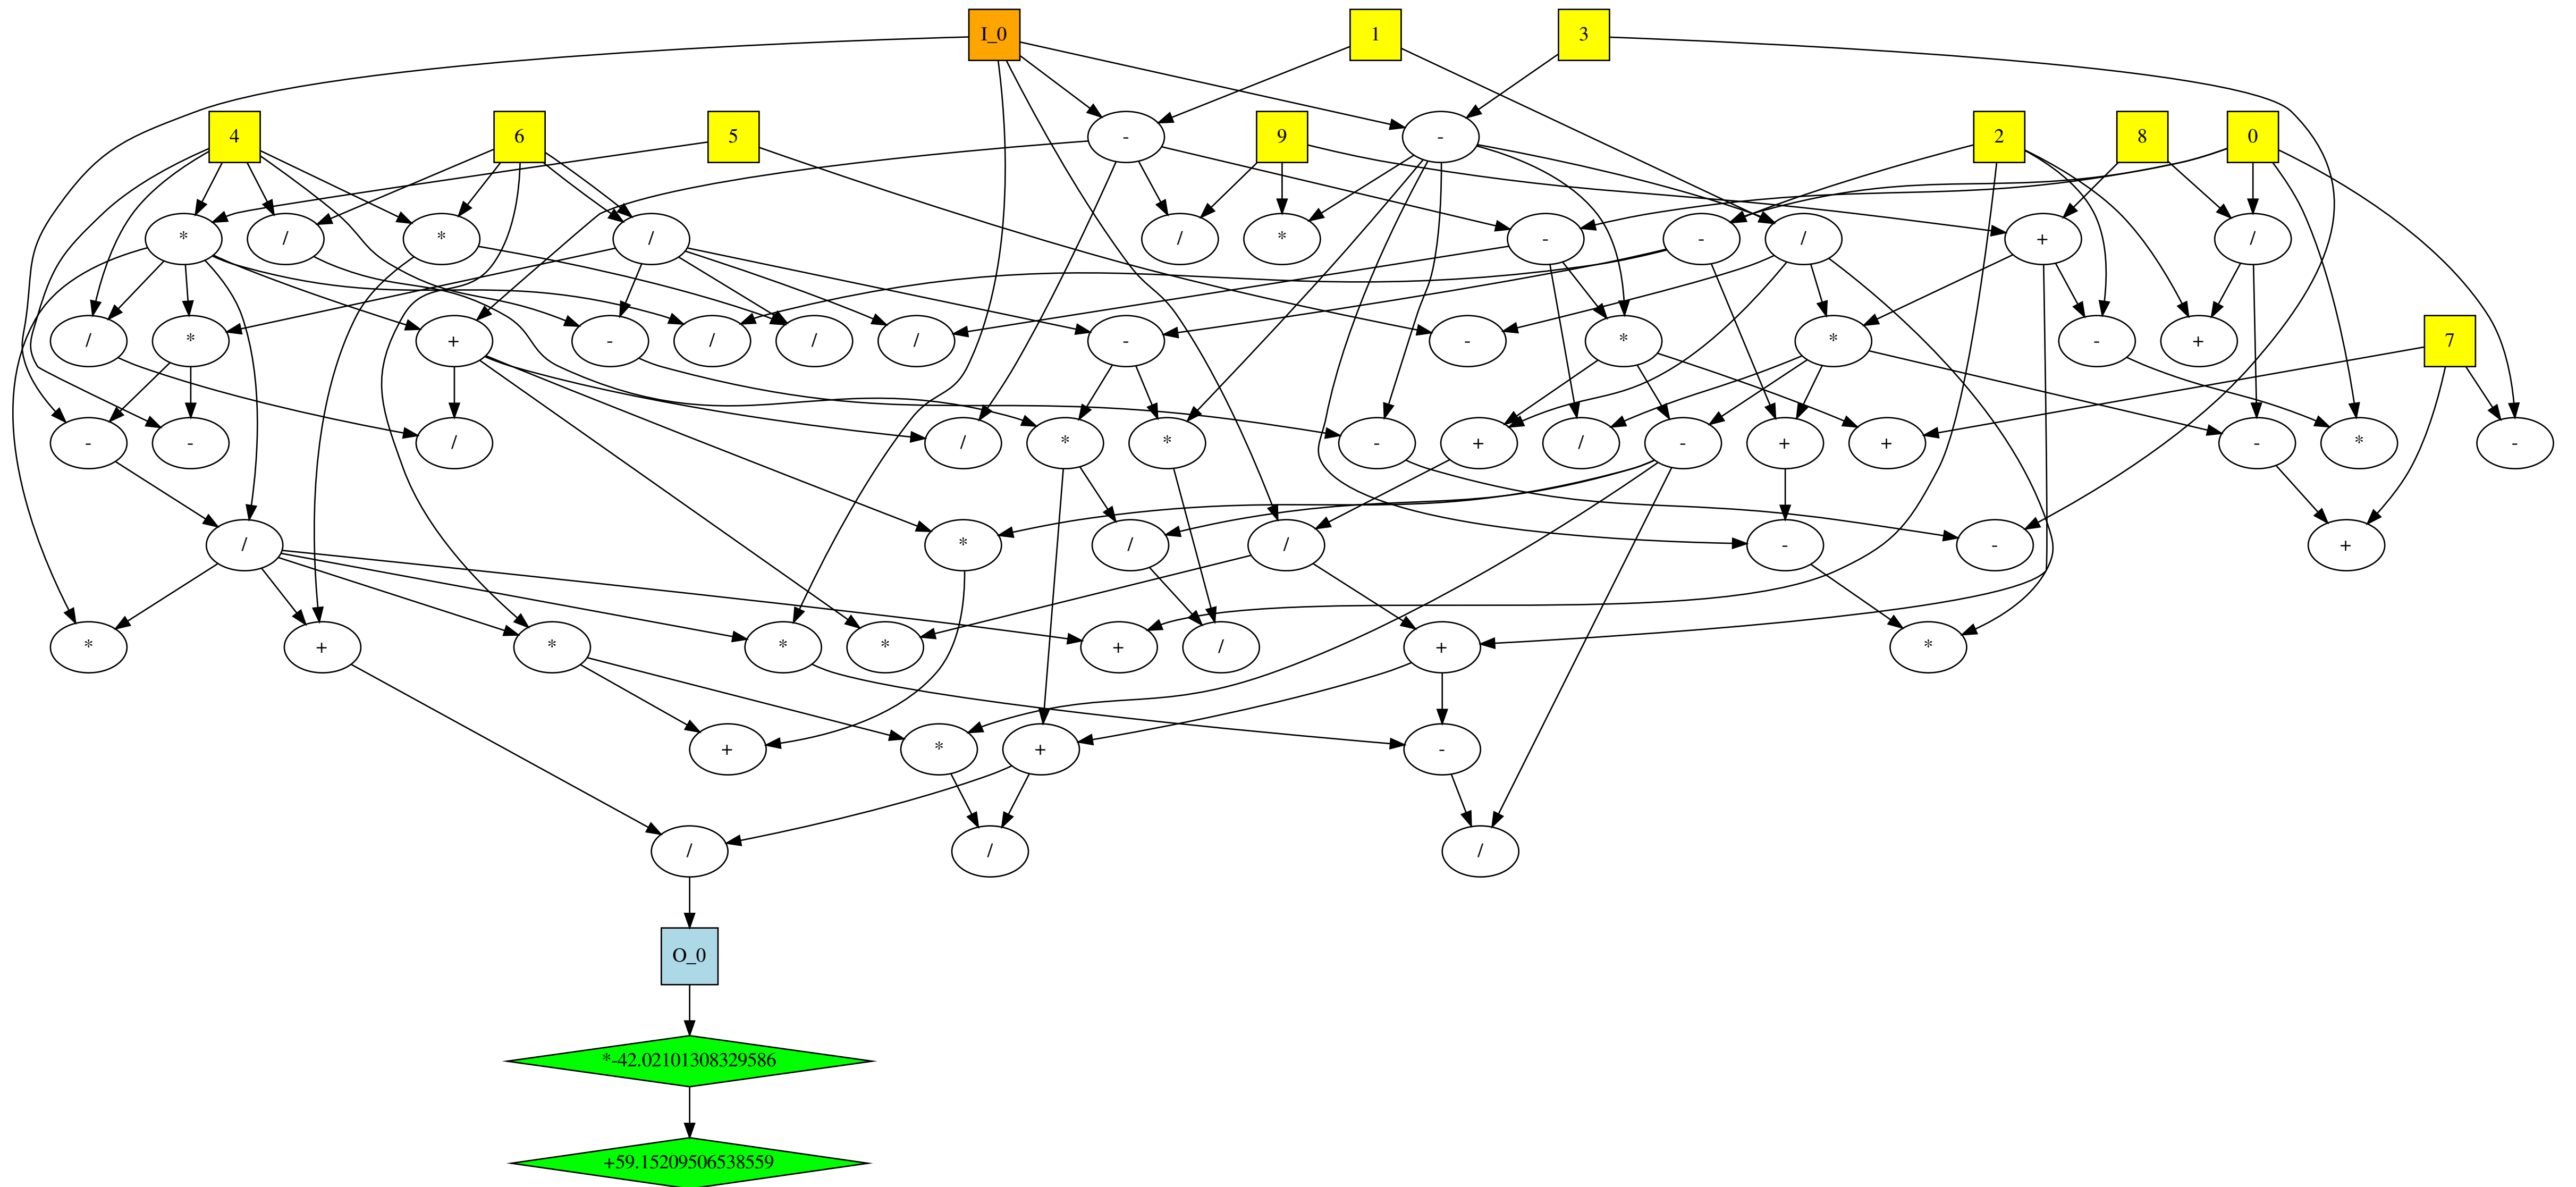 I_0 1 3
4 6 5 - 9 - 2 8 0
* / * / / * - - / + /
/ * - / / / - - * * - + 7
- - / / * * - + / - + + - * -
/ * / / - - +
* + * * * + / + *
+ * + -
/ / /
O_0
*-42.02101308329586
+59.15209506538559